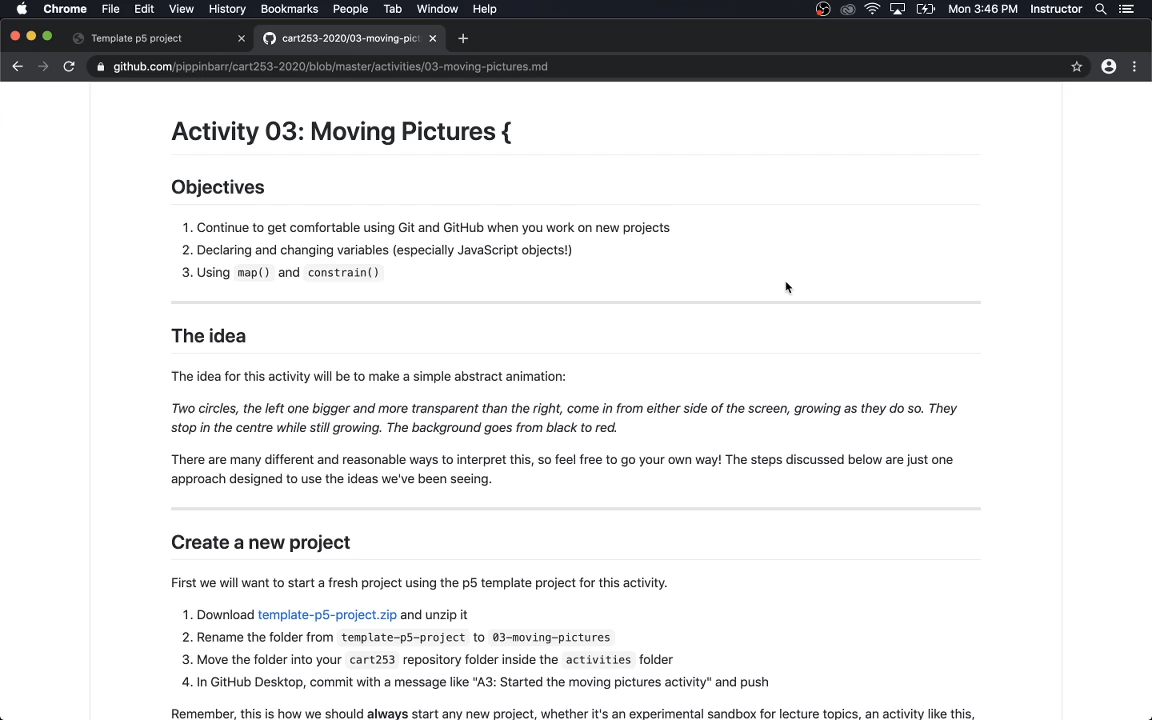 Chrome File Edit View History Bookmarks People Tab Window Help Mon 3:46 PM Instructor
Template p5 project cart253-2020/03-moving-pict
github.com/pippinbarr/cart253-2020/blob/master/activities/03-moving-pictures.md
Activity 03: Moving Pictures {
Objectives
1. Continue to get comfortable using Git and GitHub when you work on new projects
2. Declaring and changing variables (especially JavaScript objects!)
3. Using map() and constrain()
The idea
The idea for this activity will be to make a simple abstract animation:
Two circles, the left one bigger and more transparent than the right, come in from either side of the screen, growing as they do so. They
stop in the centre while still growing. The background goes from black to red.
There are many different and reasonable ways to interpret this, so feel free to go your own way! The steps discussed below are just one
approach designed to use the ideas we've been seeing.
Create a new project
First we will want to start a fresh project using the p5 template project for this activity.
1. Download template-p5-project.zip and unzip it
2. Rename the folder from template-p5-project to 03-moving-pictures
3. Move the folder into your cart253 repository folder inside the activities folder
4. In GitHub Desktop, commit with a message like "A3: Started the moving pictures activity" and push
Remember, this is how we should always start any new project, whether it's an experimental sandbox for lecture topics, an activity like this,